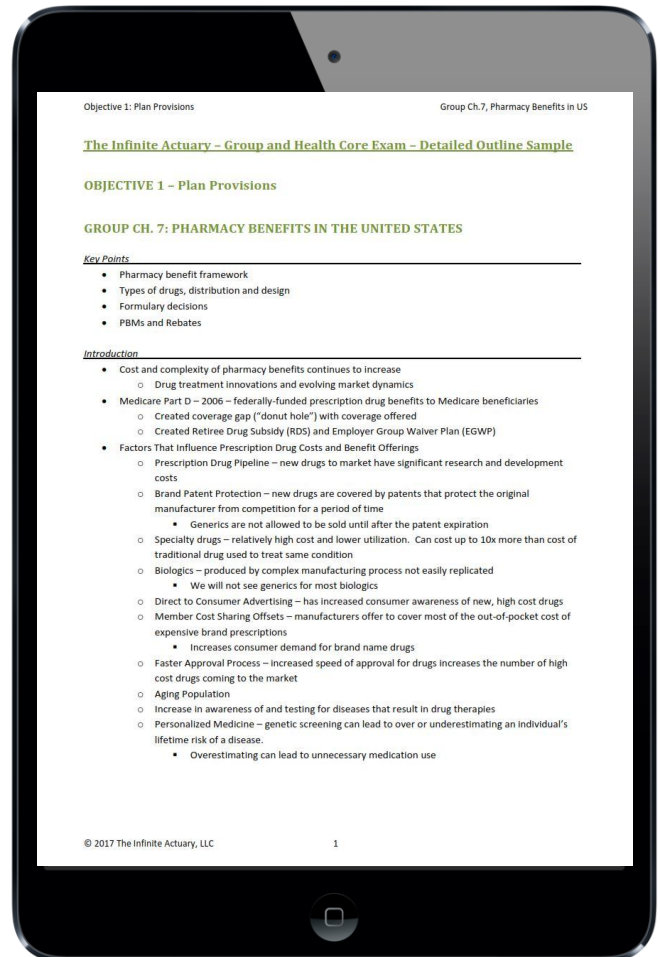 Objective 1: Plan Provisions Group Ch.7, Pharmacy Benefits in US
The Infinite Actuary – Group and Health Core Exam – Detailed Outline Sample
OBJECTIVE 1 – Plan Provisions
GROUP CH. 7: PHARMACY BENEFITS IN THE UNITED STATES
Key Points
• Pharmacy benefit framework
• Types of drugs, distribution and design
• Formulary decisions
• PBMs and Rebates
Introduction
• Cost and complexity of pharmacy benefits continues to increase
o Drug treatment innovations and evolving market dynamics
• Medicare Part D – 2006 – federally-funded prescription drug benefits to Medicare beneficiaries
o Created coverage gap ("donut hole") with coverage offered
o Created Retiree Drug Subsidy (RDS) and Employer Group Waiver Plan (EGWP)
• Factors That Influence Prescription Drug Costs and Benefit Offerings
o Prescription Drug Pipeline – new drugs to market have significant research and development
costs
o Brand Patent Protection – new drugs are covered by patents that protect the original
manufacturer from competition for a period of time
▪ Generics are not allowed to be sold until after the patent expiration
o Specialty drugs – relatively high cost and lower utilization. Can cost up to 10x more than cost of
traditional drug used to treat same condition
o Biologics – produced by complex manufacturing process not easily replicated
▪ We will not see generics for most biologics
o Direct to Consumer Advertising – has increased consumer awareness of new, high cost drugs
o Member Cost Sharing Offsets – manufacturers offer to cover most of the out-of-pocket cost of
expensive brand prescriptions
▪ Increases consumer demand for brand name drugs
o Faster Approval Process – increased speed of approval for drugs increases the number of high
cost drugs coming to the market
o Aging Population
o Increase in awareness of and testing for diseases that result in drug therapies
o Personalized Medicine – genetic screening can lead to over or underestimating an individual's
lifetime risk of a disease.
▪ Overestimating can lead to unnecessary medication use
© 2017 The Infinite Actuary, LLC 1